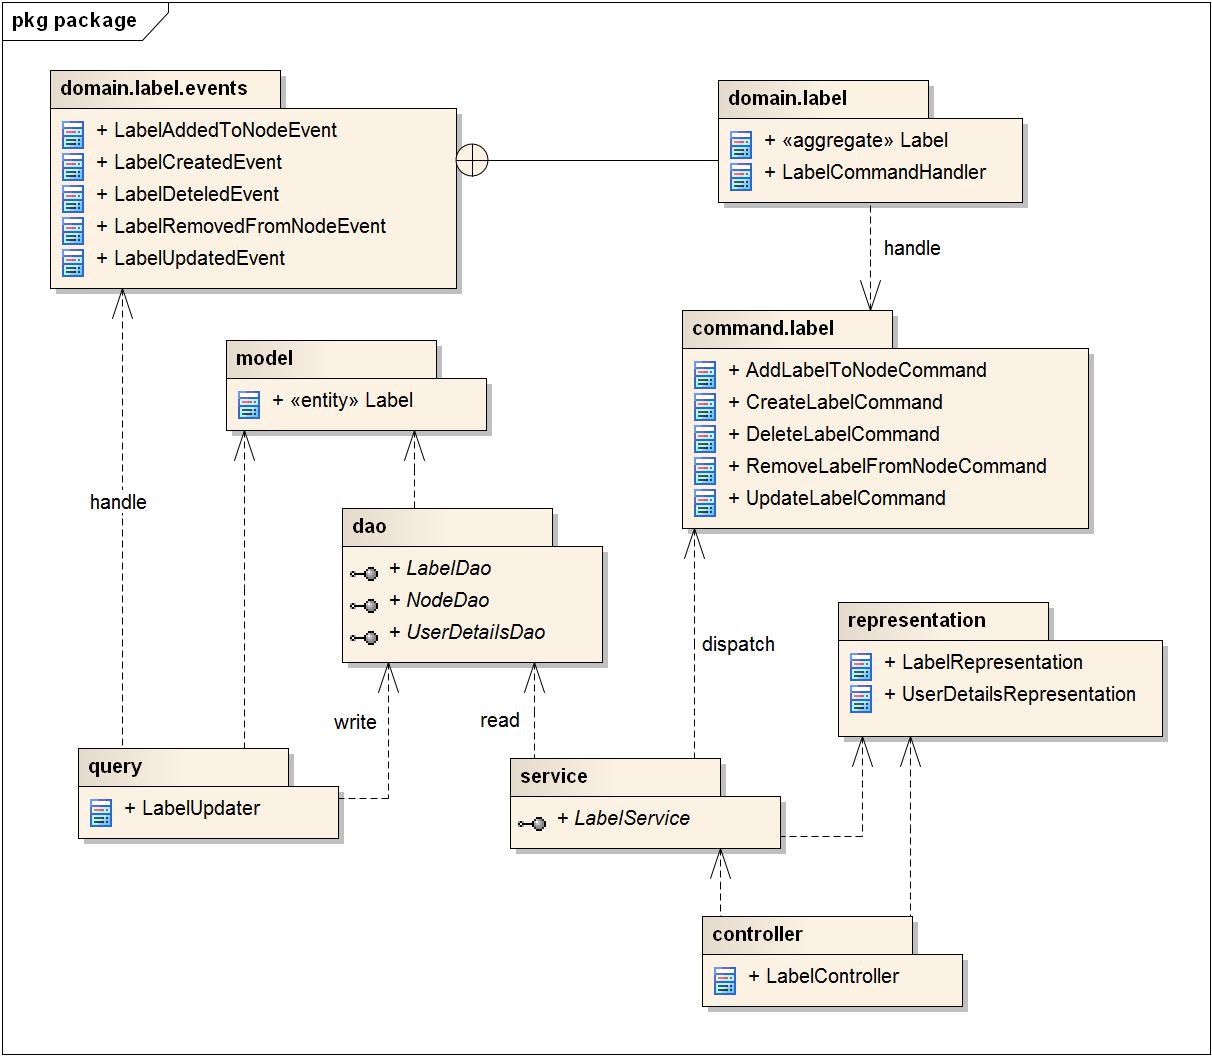 pkg package
domain.label.events
+ LabelAddedToNodeEvent
+ LabelCreatedEvent
+ LabelDeteledEvent
+ LabelRemovedFromNodeEvent
+ LabelUpdatedEvent
domain.label
+ «aggregate» Label
+ LabelCommandHandler
handle
command.label
+ AddLabelToNodeCommand
+ CreateLabelCommand
+ DeleteLabelCommand
+ RemoveLabelFromNodeCommand
+ UpdateLabelCommand
model
+ «entity» Label
handle
dao
+ LabelDao
+ NodeDao
+ UserDetailsDao
representation
+ LabelRepresentation
+ UserDetailsRepresentation
dispatch
write
read
query
+ LabelUpdater
service
+ LabelService
controller
+ LabelController